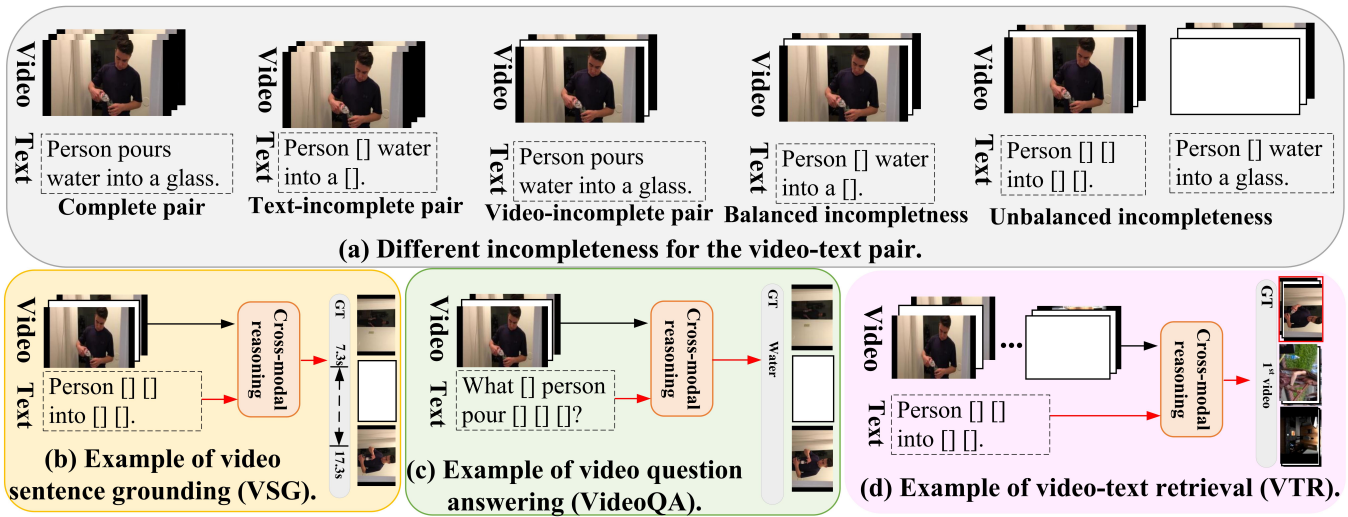 Video
Text
Person pours
water into a glass.
Complete pair
Person [] water
into a [].
Text-incomplete pair
Person pours
water into a glass.
Video-incomplete pair
Person [] water
into a [].
Balanced incompletness
Person [] []
into [] [].
Person [] water
into a glass.
Unbalanced incompleteness
Video
Text
Video
Text
Video
Text
Video
Text
(a) Different incompleteness for the video-text pair.
Video
Text
Person [] []
into [] [].
Cross-modal
reasoning
GT
7.3s
17.3s
(b) Example of video
sentence grounding (VSG).
Video
Text
What [] person
pour [] [] []?
Cross-modal
reasoning
GT
Water
(c) Example of video question
answering (VideoQA).
Video
Text
Person [] []
into [] [].
Cross-modal
reasoning
GT
1st video
(d) Example of video-text retrieval (VTR).